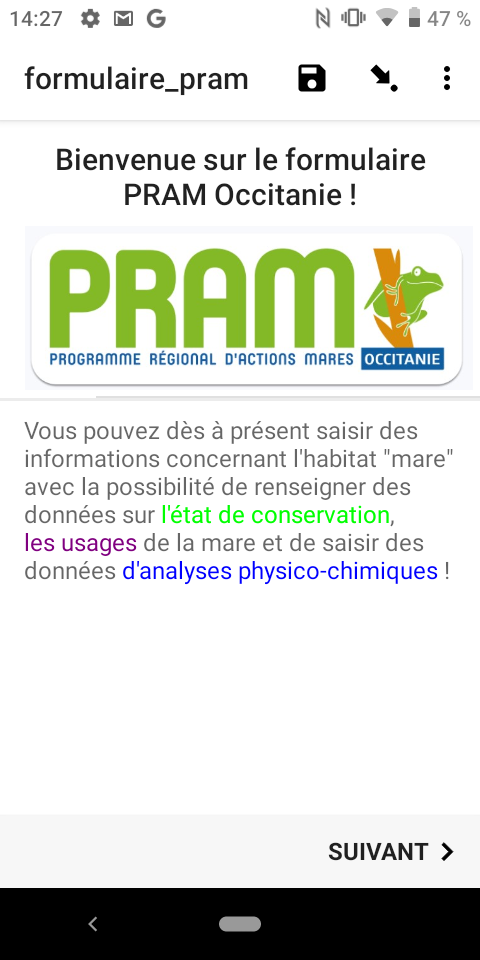 14:27
47 %
formulaire_pram
Bienvenue sur le formulaire
PRAM Occitanie !
PRAM
PROGRAMME RÉGIONAL D'ACTIONS MARES
OCCITANIE
Vous pouvez dès à présent saisir des
informations concernant l'habitat "mare"
avec la possibilité de renseigner des
données sur l'état de conservation,
les usages de la mare et de saisir des
données d'analyses physico-chimiques !
SUIVANT